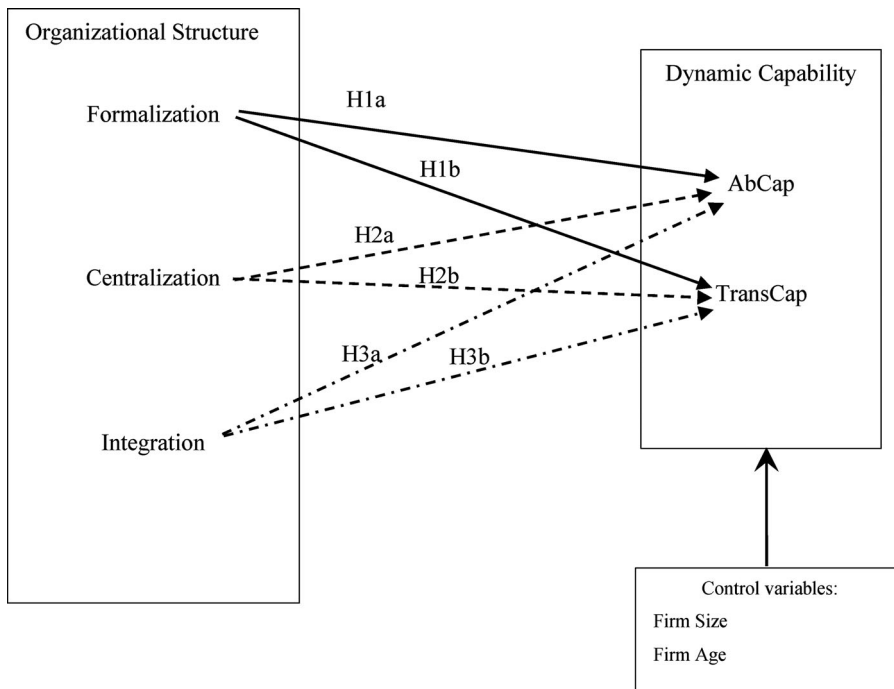 Organizational Structure
Formalization
Centralization
Integration
H1a
H1b
H2a
H2b
H3a
H3b
Dynamic Capability
AbCap
TransCap
Control variables:
Firm Size
Firm Age